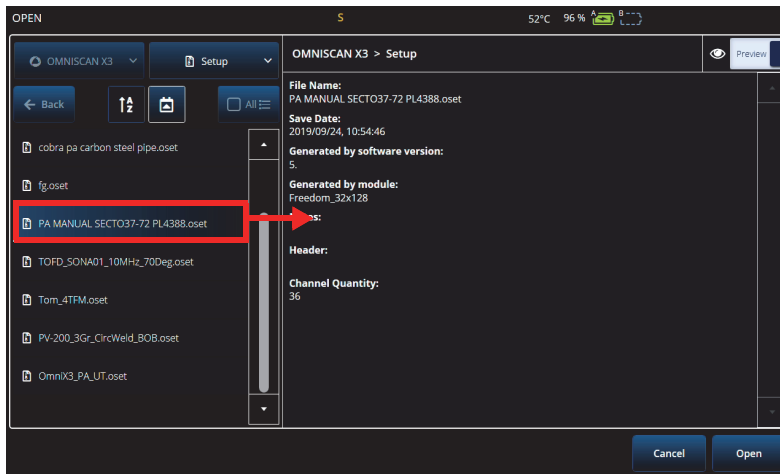 OPEN
S
52°C 96 % A B
OMNISCAN X3
Setup
OMNISCAN X3 > Setup
Preview
Back
All
File Name:
PA MANUAL SECTO37-72 PL4388.oset
Save Date:
2019/09/24, 10:54:46
Generated by software version:
5.
Generated by module:
Freedom_32x128
es:
Header:
Channel Quantity:
36
cobra pa carbon steel pipe.oset
fg.oset
PA MANUAL SECTO37-72 PL4388.oset
TOFD_SONA01_10MHz_70Deg.oset
Tom_4TFM.oset
PV-200_3Gr_CircWeld_BOB.oset
OmniX3_PA_UT.oset
Cancel
Open